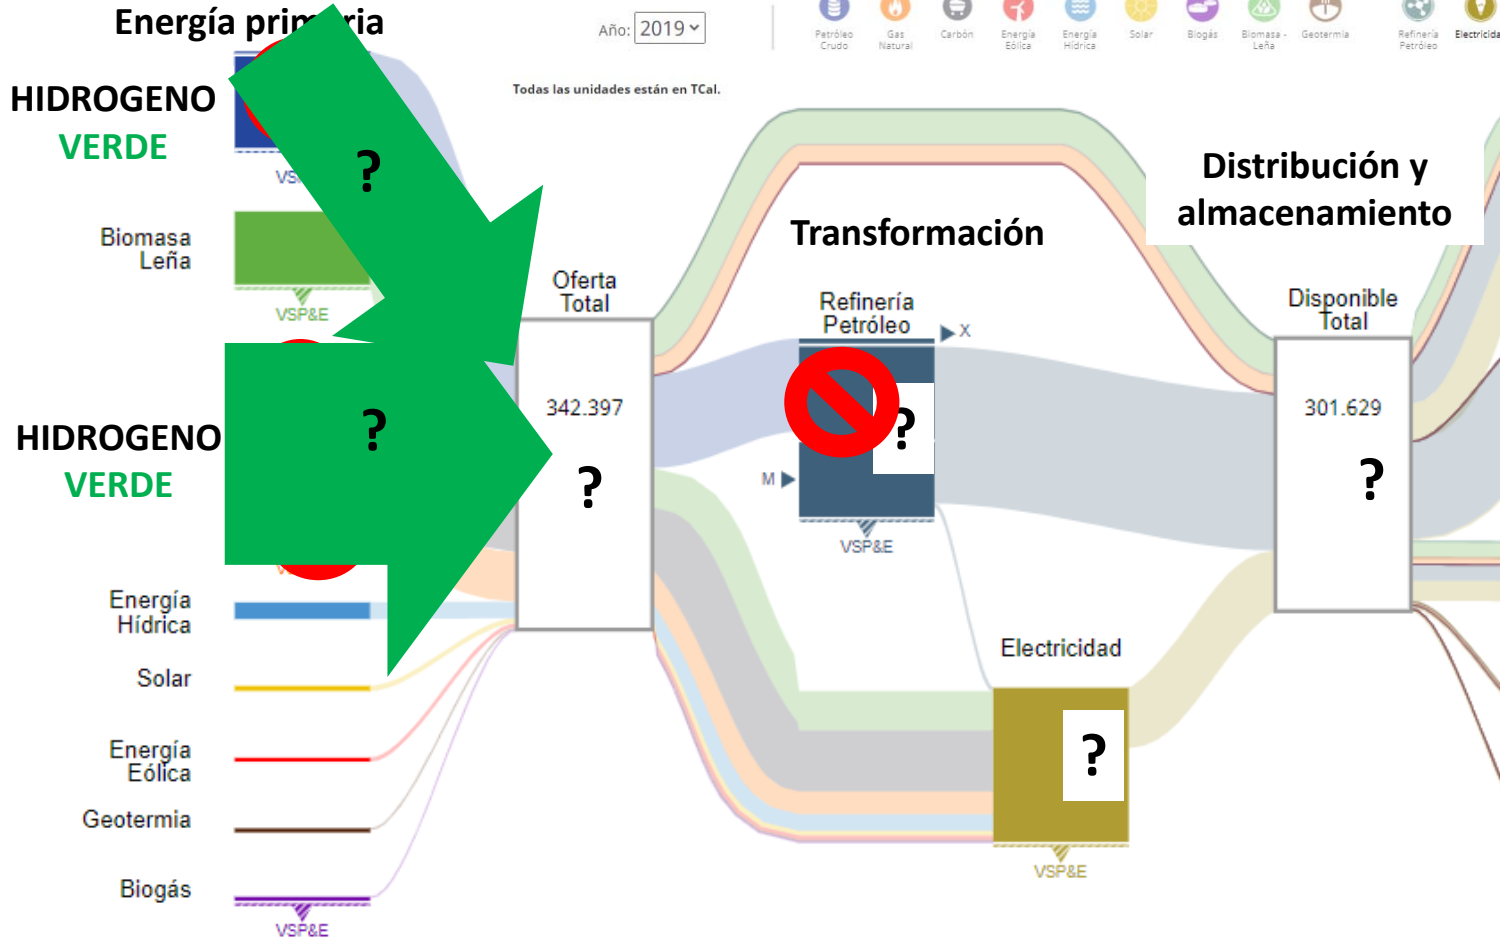 Energía primaria
Año: 2019
Petróleo
Crudo
Gas
Natural
Carbón
Energía
Eólica
Energía
Hídrica
Solar
Biogás
Biomasa -
Leña
Geotermia
Refinería
Petróleo
Electricida
Todas las unidades están en TCal.
HIDROGENO
VERDE
?
Biomasa
Leña
VSP&E
HIDROGENO
VERDE
?
Energía
Hídrica
Solar
Energía
Eólica
Geotermia
Biogás
VSP&E
Oferta
Total
342.397
?
Transformación
Refinería
Petróleo
X
?
M
VSP&E
Electricidad
?
VSP&E
Distribución y
almacenamiento
Disponible
Total
301.629
?